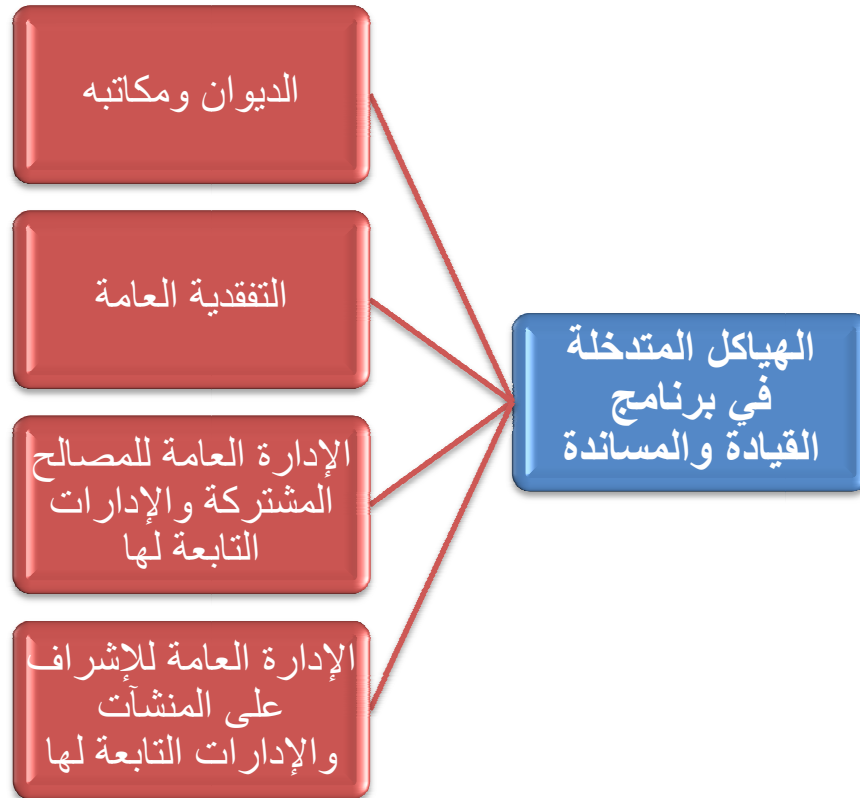 الهياكل المتدخلة
في برنامج
القيادة والمساندة
الديوان ومكاتبه
التفقدية العامة
الإدارة العامة للمصالح
المشتركة والإدارات
التابعة لها
الإدارة العامة للإشراف
على المنشآت
والإدارات التابعة لها